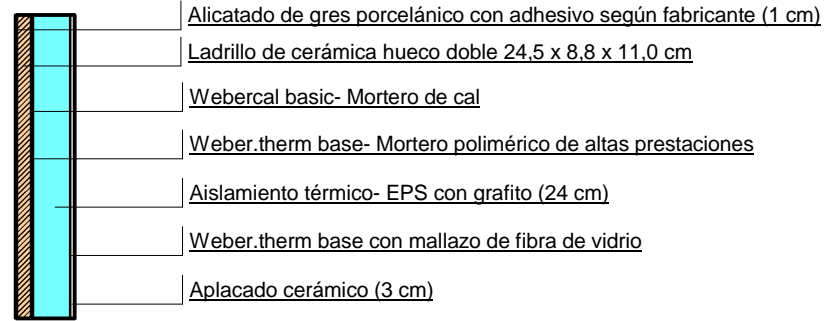 Alicatado de gres porcelánico con adhesivo según fabricante (1 cm)
Ladrillo de cerámica hueco doble 24,5 x 8,8 x 11,0 cm
Webercal basic- Mortero de cal
Weber.therm base- Mortero polimérico de altas prestaciones
Aislamiento térmico- EPS con grafito (24 cm)
Weber.therm base con mallazo de fibra de vidrio
Aplacado cerámico (3 cm)